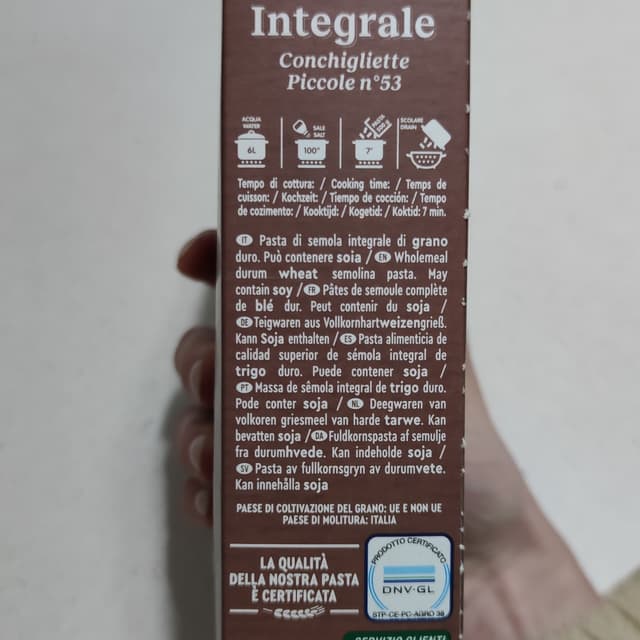 Integrale
Conchigliette
Piccole n°53
ACQUA
WATER
6L
SALE
SALT
100°
PASTA
7'
SCOLARE
DRAIN
Tempo di cottura: / Cooking time: / Temps de
cuisson: / Kochzeit: / Tiempo de cocción: / Tempo
de cozimento: / Kooktijd: / Kogetid: / Koktid: 7 min.
IT Pasta di semola integrale di grano
duro. Può contenere soia / EN Wholemeal
durum wheat semolina pasta. May
contain soy / FR Pâtes de semoule complète
de blé dur. Peut contenir du soja /
DE Teigwaren aus Vollkornhartweizengrieß.
Kann Soja enthalten / ES Pasta alimenticia de
calidad superior de sémola integral de
trigo duro. Puede contener soja /
PT Massa de sêmola integral de trigo duro.
Pode conter soja / NL Deegwaren van
volkoren griesmeel van harde tarwe. Kan
bevatten soja / DA Fuldkornspasta af semulje
fra durumhvede. Kan indeholde soja /
SV Pasta av fullkornsgryn av durumvete.
Kan innehålla soja
PAESE DI COLTIVAZIONE DEL GRANO: UE E NON UE
PAESE DI MOLITURA: ITALIA
LA QUALITÀ
DELLA NOSTRA PASTA
È CERTIFICATA
PRODOTTO CERTIFICATO
DNV·GL
STP-CE-PC-AGRO 38
SERVIZIO CLIENTI